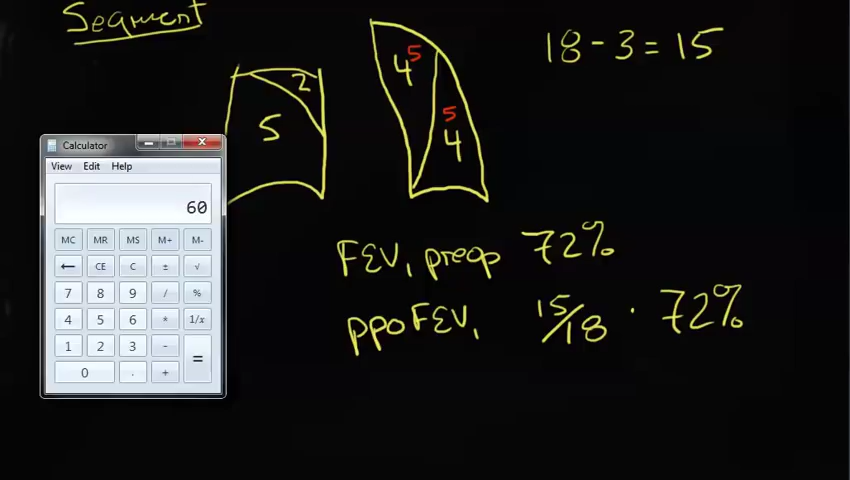 Segment
18 - 3 = 15
2
5
4 5
5
4
Calculator
View Edit Help
60
MC MR MS M+ M-
← CE C ± √
7 8 9 / %
4 5 6 * 1/x
1 2 3 - =
0 . +
FEV1 preop 72%
ppoFEV1 15/18 · 72%